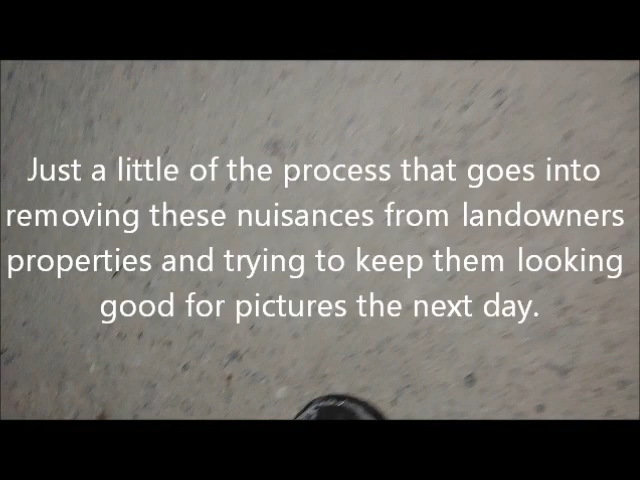 Just a little of the process that goes into
removing these nuisances from landowners
properties and trying to keep them looking
good for pictures the next day.